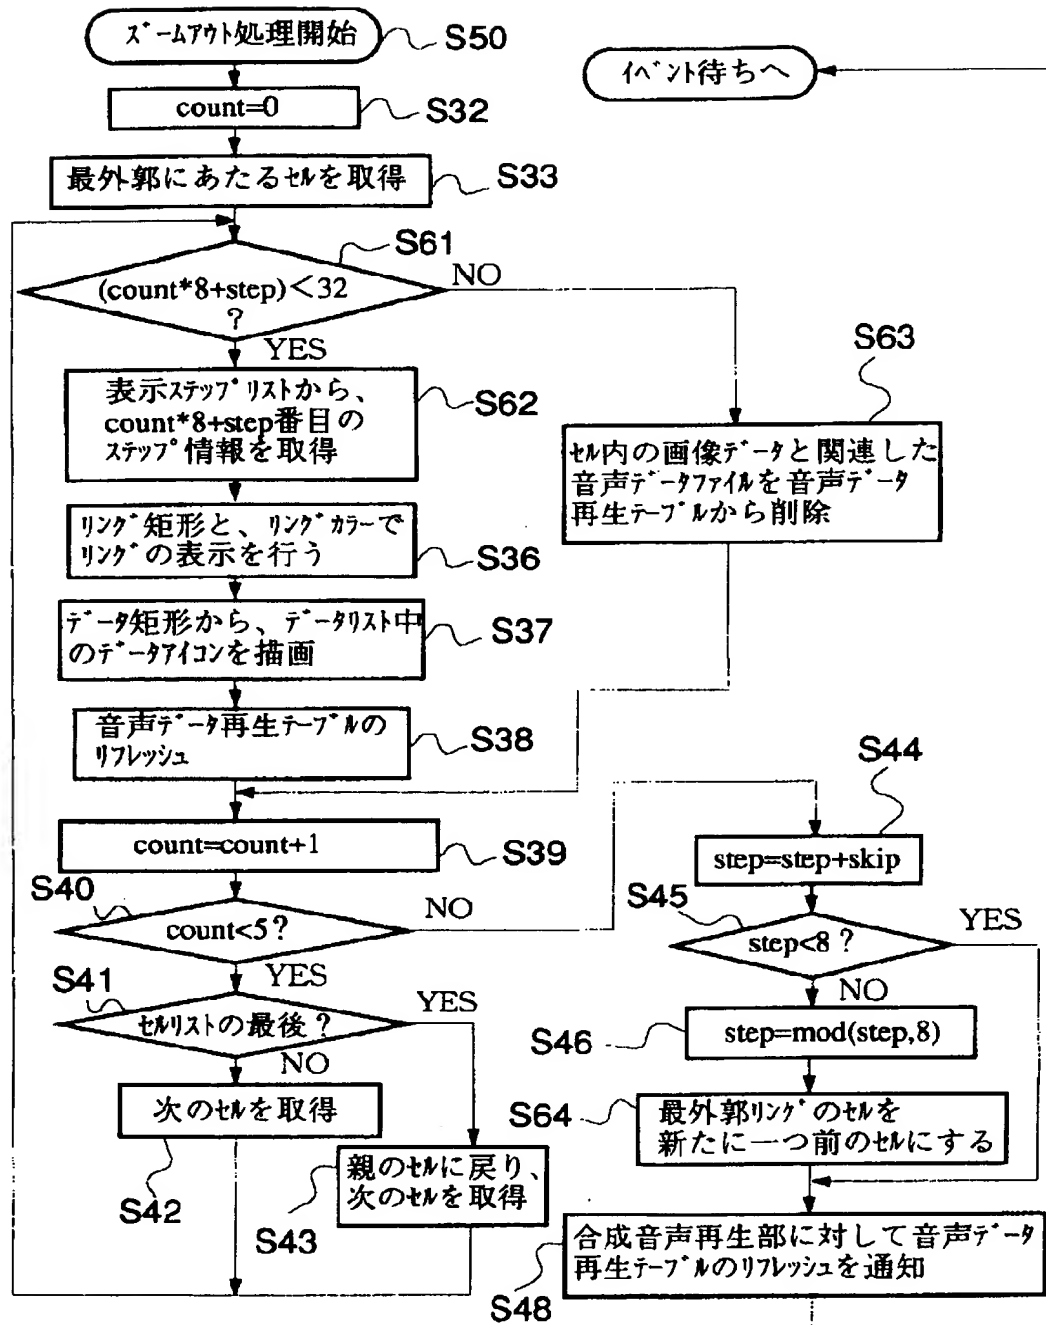 ズームアウト処理開始
S50
イベント待ちへ
count=0
S32
最外郭にあたるセルを取得
S33
S61
(count*8+step)<32
?
NO
YES
S63
表示ステップリストから、
count*8+step番目の
ステップ情報を取得
S62
セル内の画像データと関連した
音声データファイルを音声データ
再生テーブルから削除
リング矩形と、リングカラーで
リングの表示を行う
S36
データ矩形から、データリスト中
のデータアイコンを描画
S37
音声データ再生テーブルの
リフレッシュ
S38
S44
count=count+1
S39
step=step+skip
S40
count<5?
NO
YES
S45
step<8?
YES
NO
S41
セルリストの最後?
YES
NO
S46
step=mod(step,8)
次のセルを取得
S42
S64
最外郭リングのセルを
新たに一つ前のセルにする
親のセルに戻り、
次のセルを取得
S43
合成音声再生部に対して音声データ
再生テーブルのリフレッシュを通知
S48